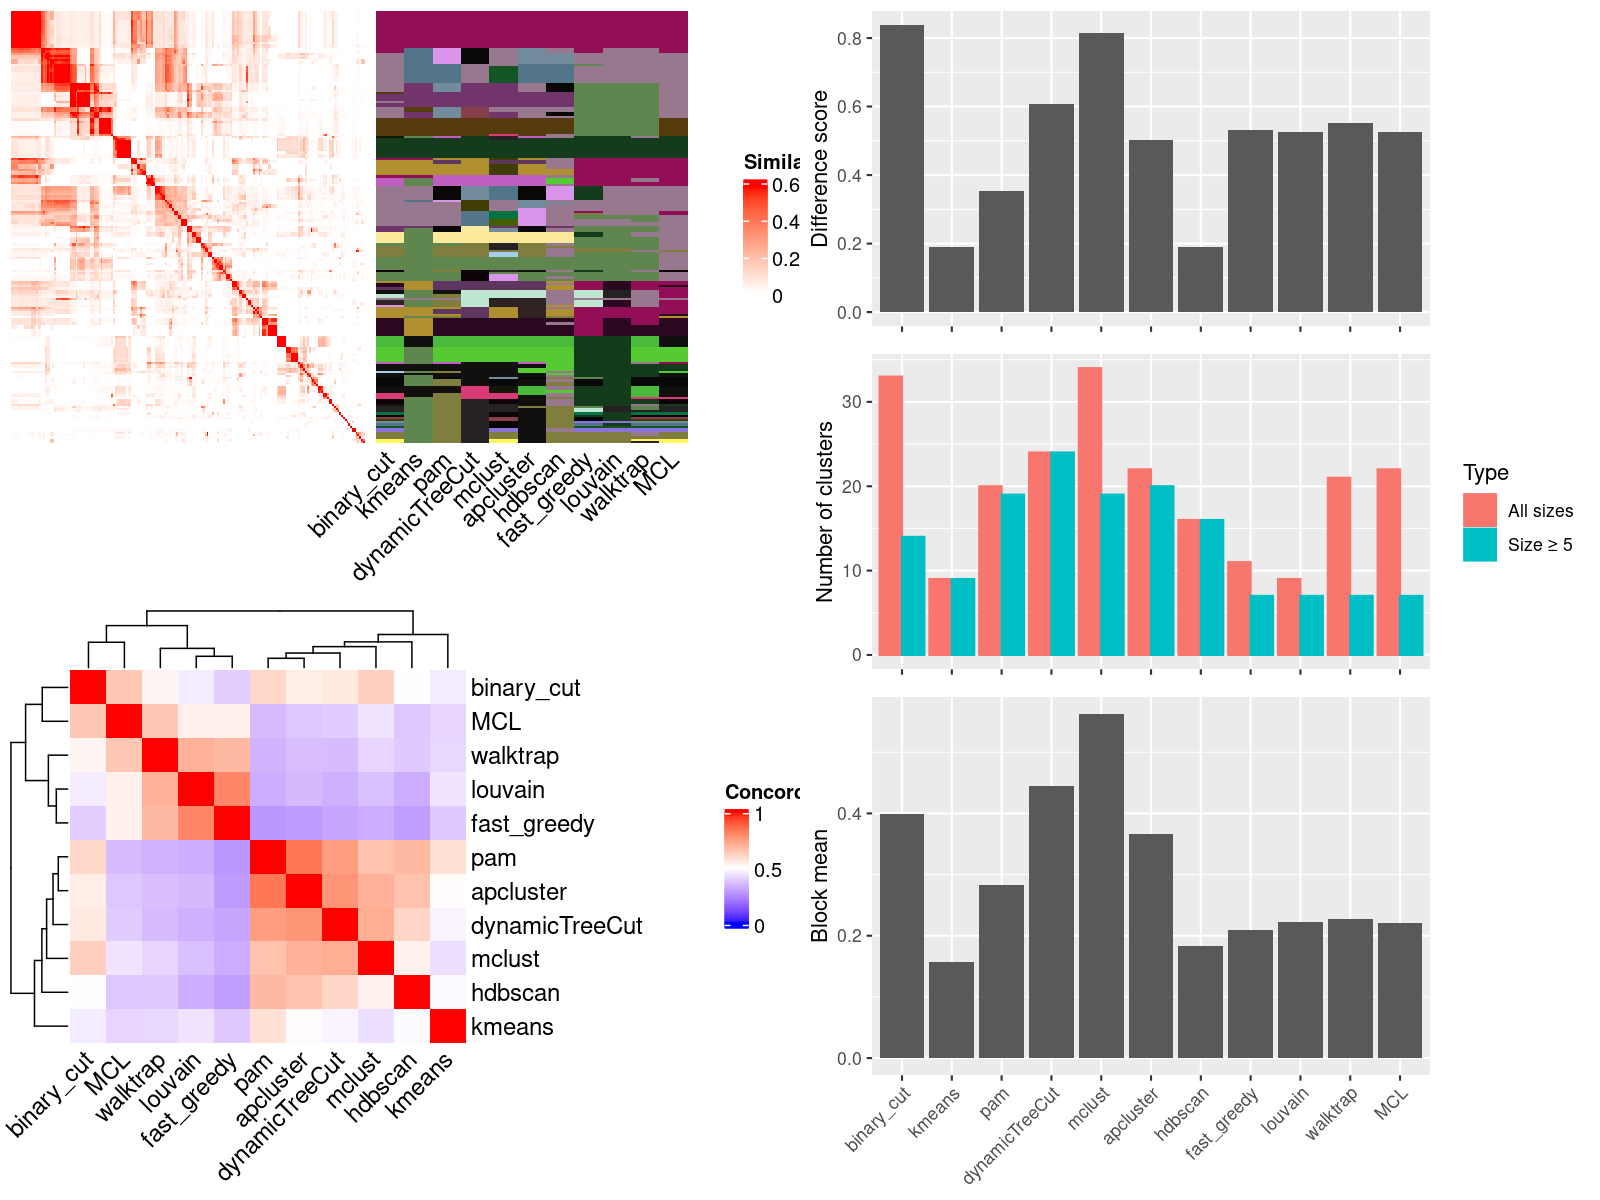 Simila
0.6
0.4
0.2
0
binary_cut
kmeans
pam
dynamicTreeCut
mclust
apcluster
hdbscan
fast_greedy
louvain
walktrap
MCL
binary_cut
MCL
walktrap
louvain
fast_greedy
pam
apcluster
dynamicTreeCut
mclust
hdbscan
kmeans
Concord
1
0.5
0
binary_cut
MCL
walktrap
louvain
fast_greedy
pam
apcluster
dynamicTreeCut
mclust
hdbscan
kmeans
Difference score
0.8
0.6
0.4
0.2
0.0
Number of clusters
30
20
10
0
Type
All sizes
Size ≥ 5
Block mean
0.4
0.2
0.0
binary_cut
kmeans
pam
dynamicTreeCut
mclust
apcluster
hdbscan
fast_greedy
louvain
walktrap
MCL